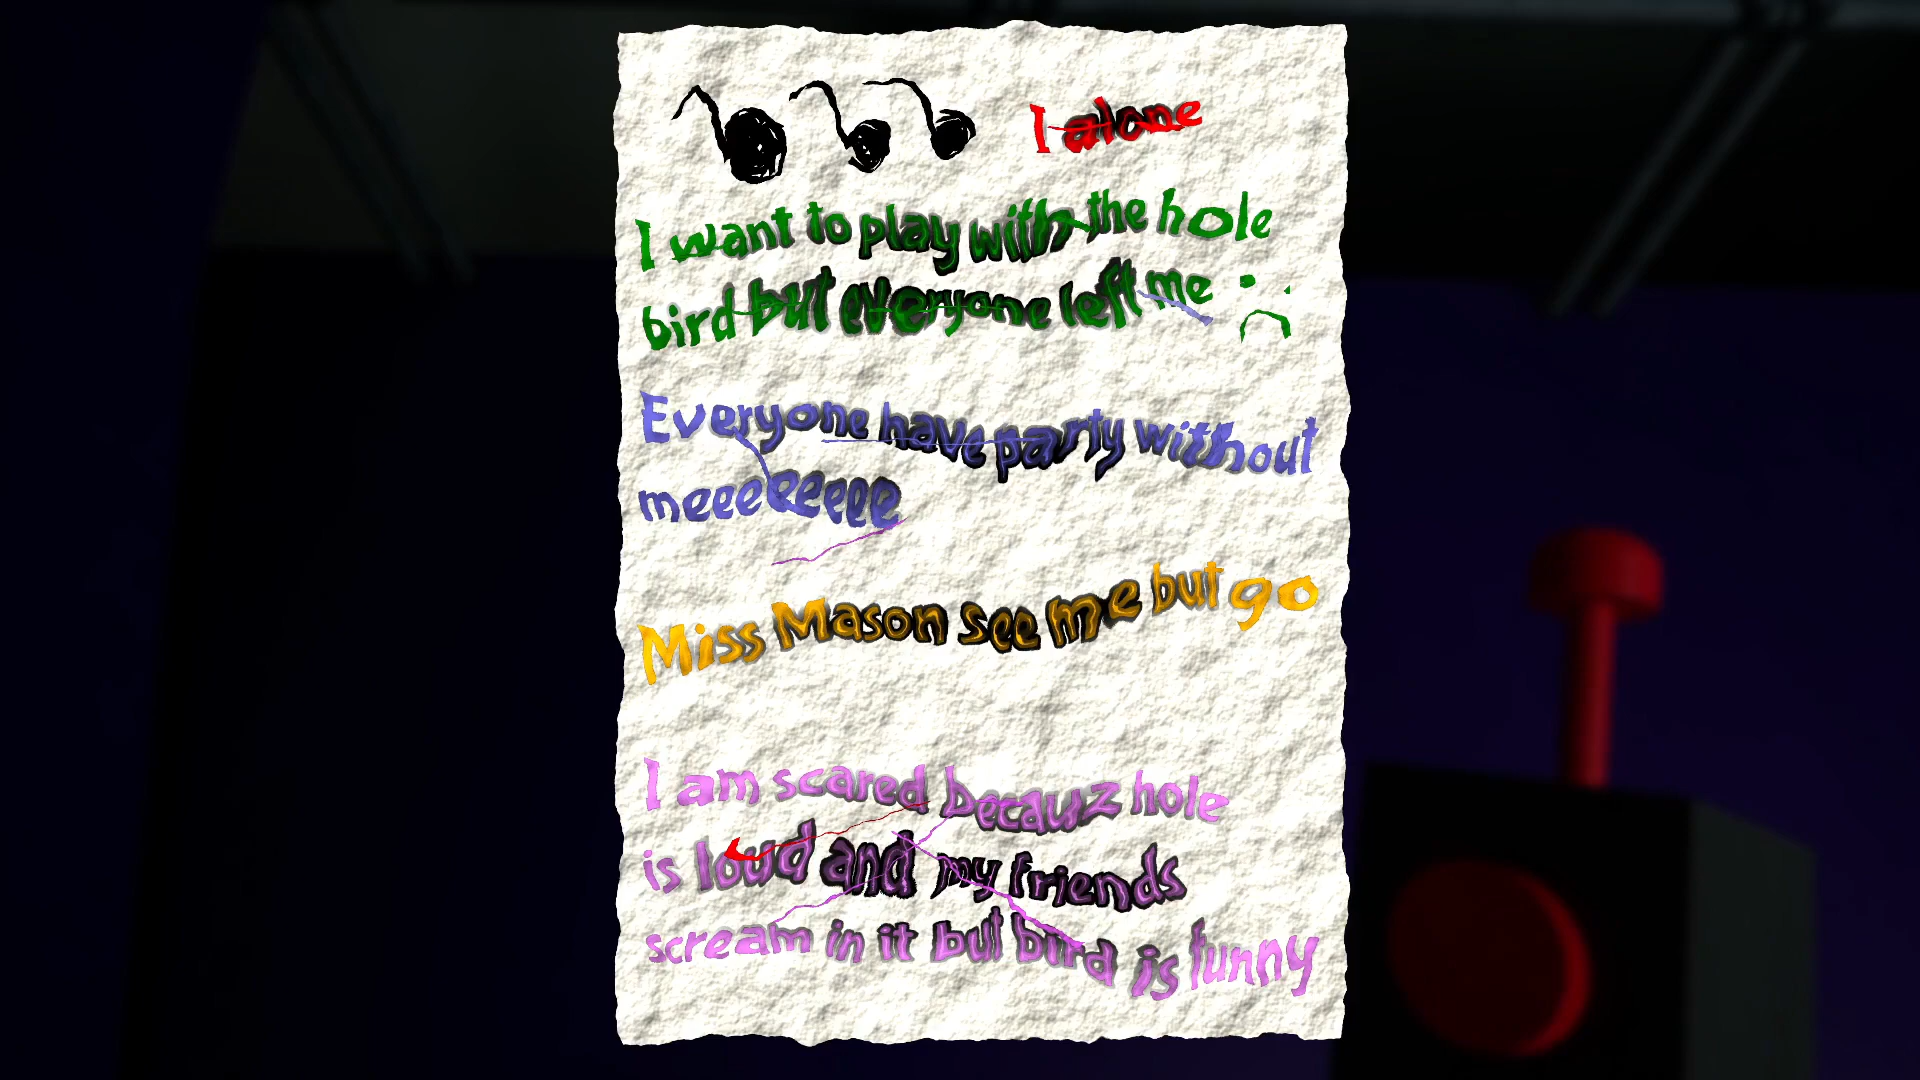 I alone
I want to play with the hole
bird but everyone left me :(
Everyone have party without
meeeeeeee
Miss Mason see me but go
I am scared becauz hole
is loud and my friends
scream in it but bird is funny